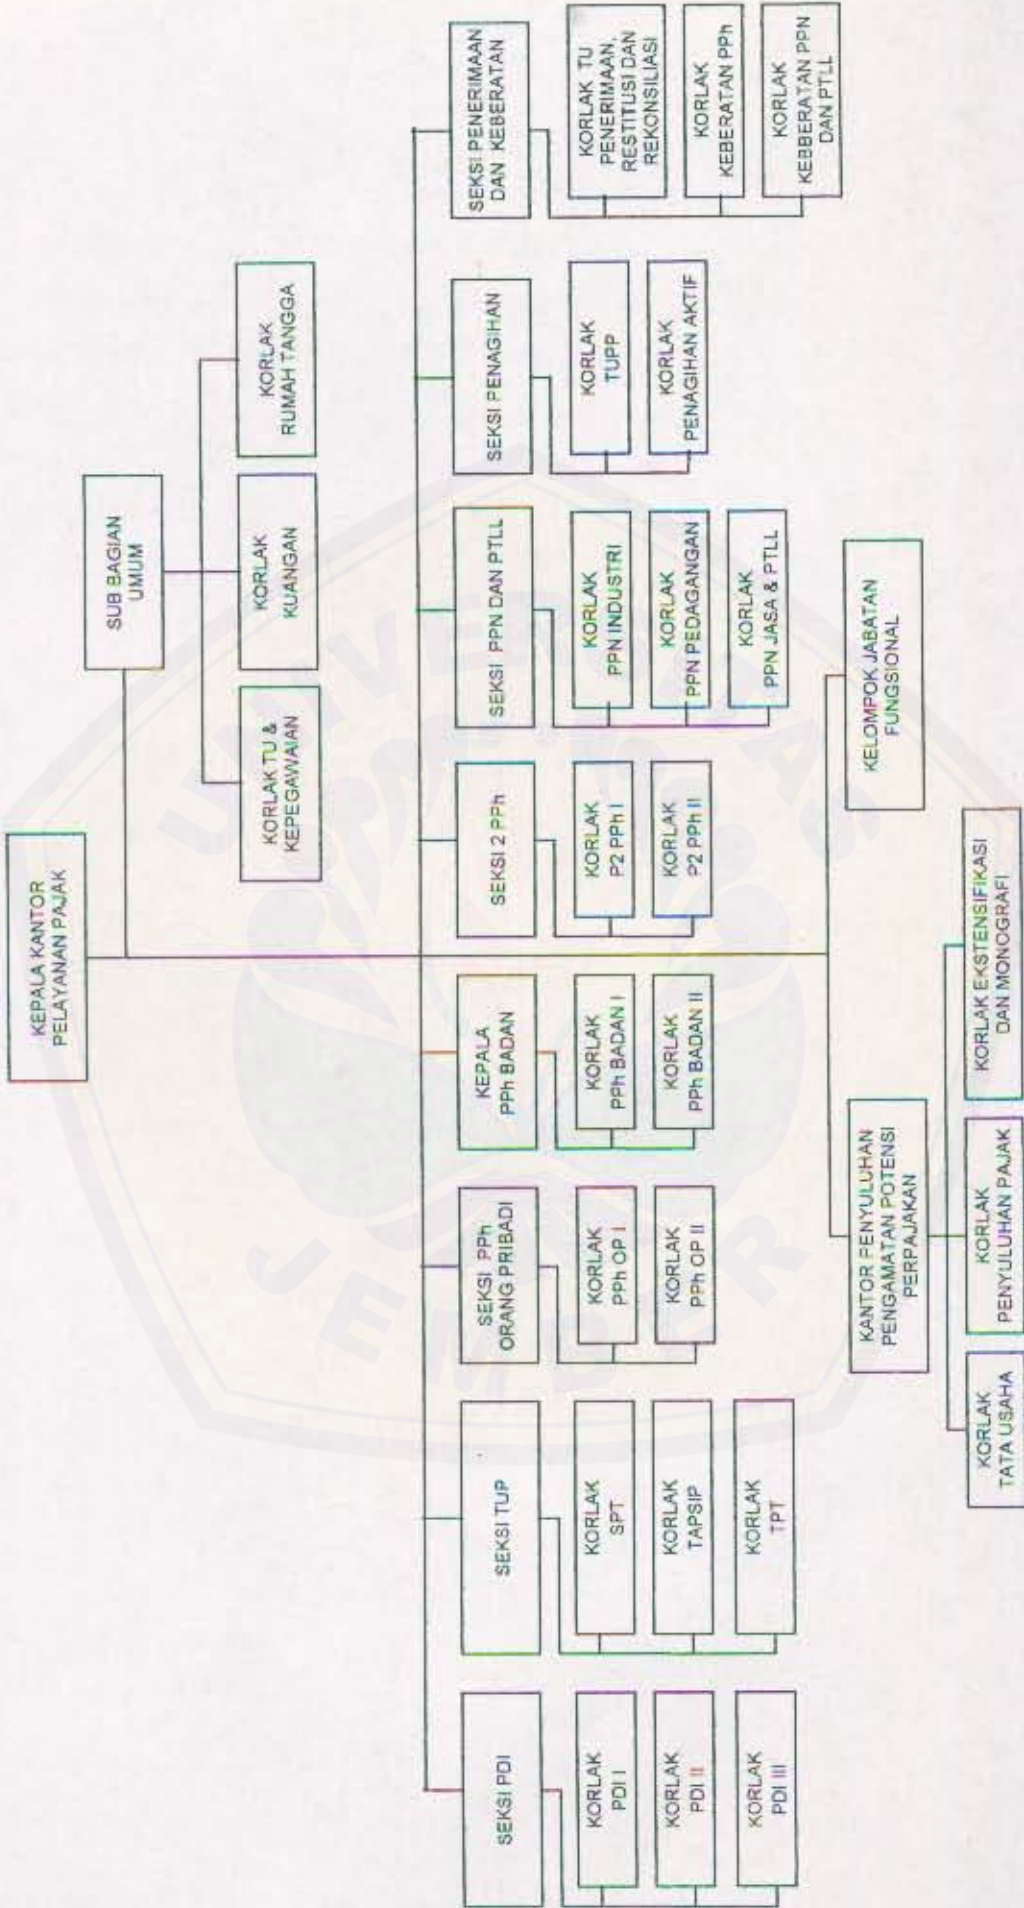 KEPALA KANTOR
PELAYANAN PAJAK
SUB BAGIAN
UMUM
KORLAK TU &
KEPEGAWAIAN
KORLAK
KUANGAN
KORLAK
RUMAH TANGGA
SEKSI PDI
KORLAK
PDI I
KORLAK
PDI II
KORLAK
PDI III
SEKSI TUP
KORLAK
SPT
KORLAK
TAPSIP
KORLAK
TPT
SEKSI PPh
ORANG PRIBADI
KORLAK
PPh OP I
KORLAK
PPh OP II
KEPALA
PPh BADAN
KORLAK
PPh BADAN I
KORLAK
PPh BADAN II
SEKSI 2 PPh
KORLAK
P2 PPh I
KORLAK
P2 PPh II
SEKSI PPN DAN PTLL
KORLAK
PPN INDUSTRI
KORLAK
PPN PEDAGANGAN
KORLAK
PPN JASA & PTLL
SEKSI PENAGIHAN
KORLAK
TUPP
KORLAK
PENAGIHAN AKTIF
SEKSI PENERIMAAN
DAN KEBERATAN
KORLAK TU
PENERIMAAN,
RESTITUSI DAN
REKONSILIASI
KORLAK
KEBERATAN PPh
KORLAK
KEBBERATAN PPN
DAN PTLL
KANTOR PENYULUHAN
PENGAMATAN POTENSI
PERPAJAKAN
KELOMPOK JABATAN
FUNGSIONAL
KORLAK
TATA USAHA
KORLAK
PENYULUHAN PAJAK
KORLAK EKSTENSIFIKASI
DAN MONOGRAFI
UNIVERSITAS
JEMBER